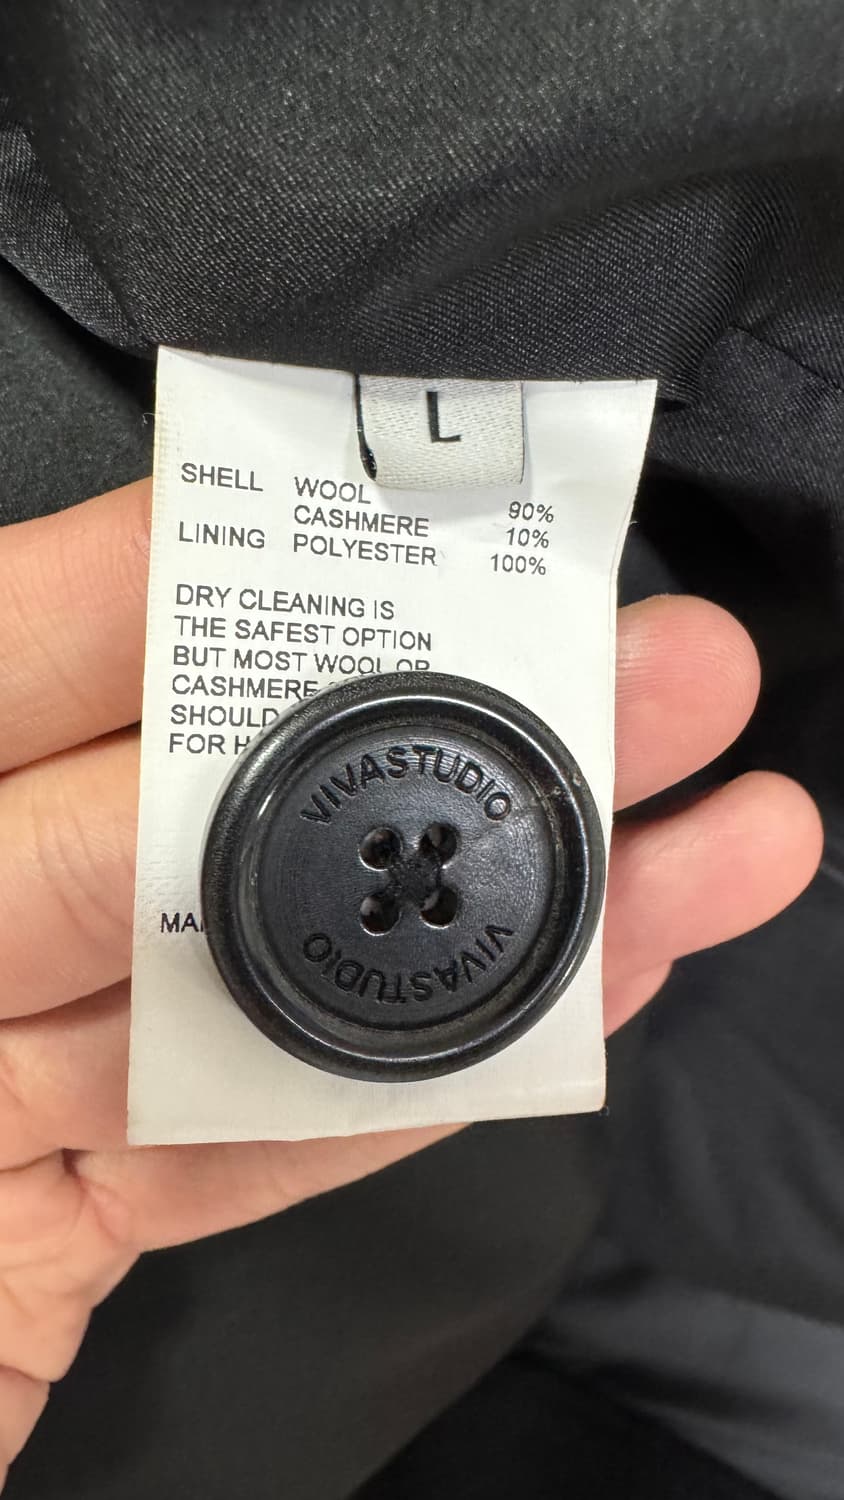 L
SHELL WOOL 90%
CASHMERE 10%
LINING POLYESTER 100%
DRY CLEANING IS
THE SAFEST OPTION
BUT MOST WOOL OR
CASHMERE
SHOULD
FOR
VIVASTUDIO
VIVASTUDIO